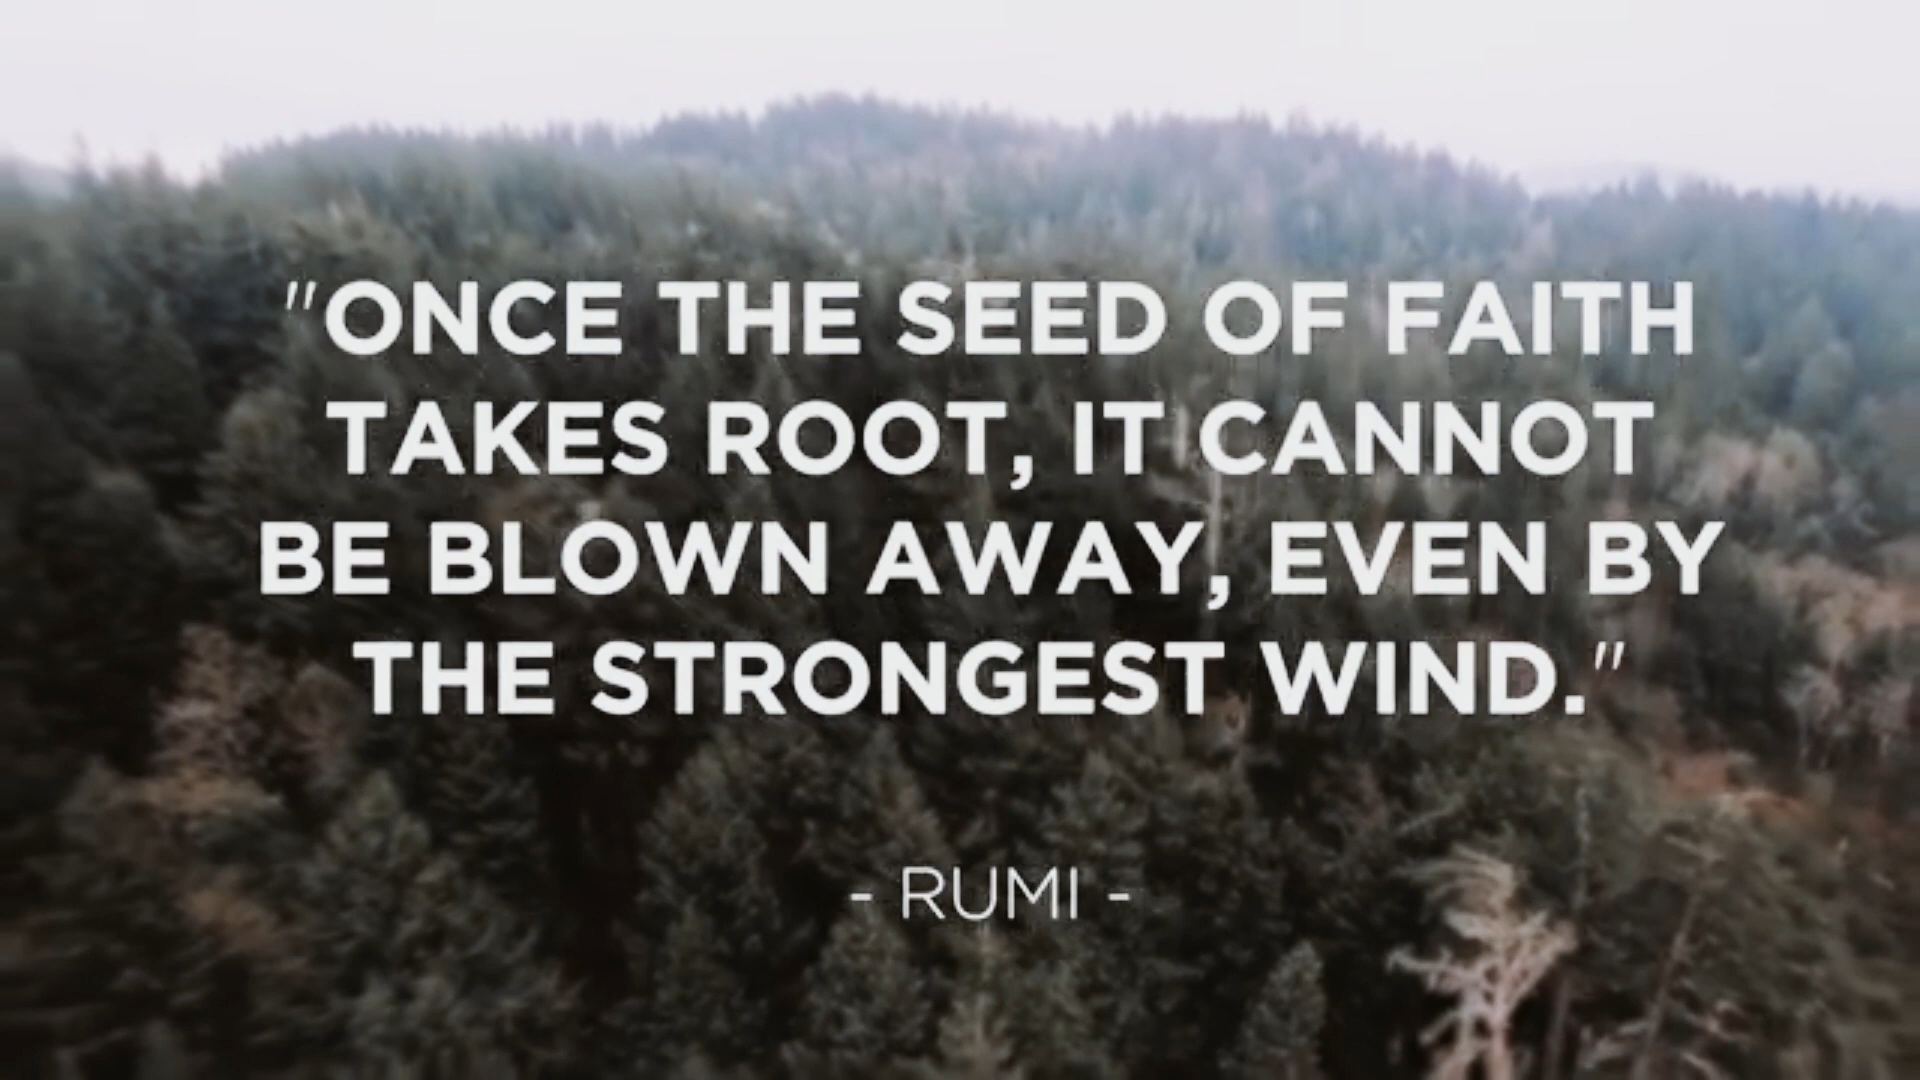 "ONCE THE SEED OF FAITH
TAKES ROOT, IT CANNOT
BE BLOWN AWAY, EVEN BY
THE STRONGEST WIND."
- RUMI -